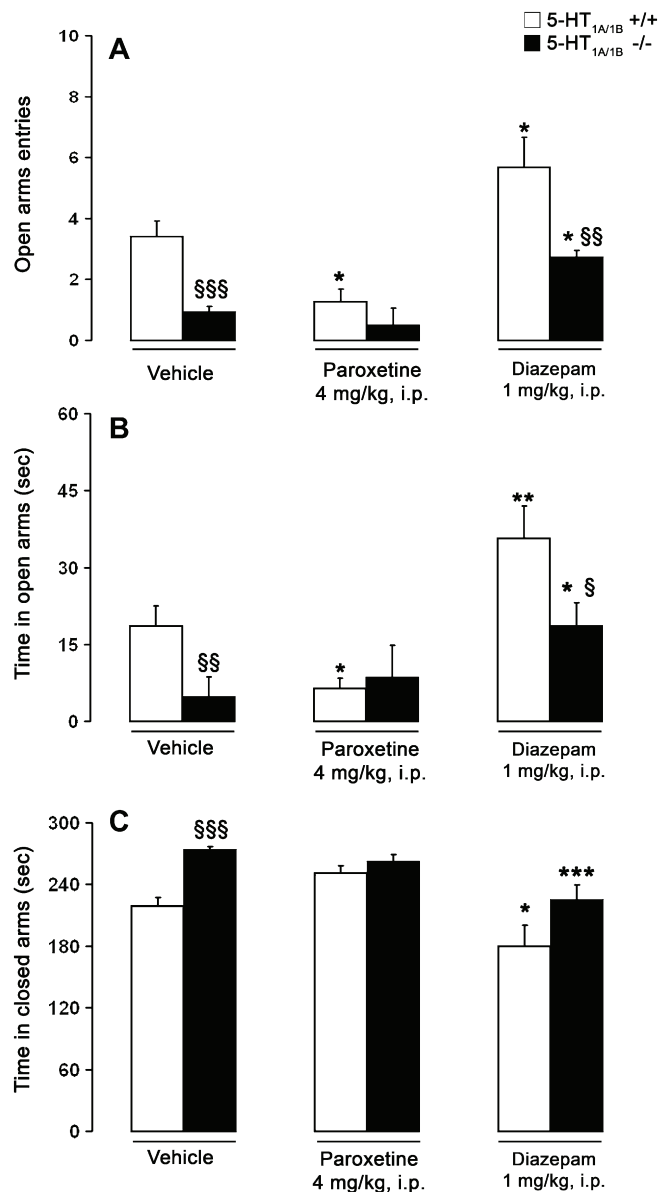 5-HT1A/1B +/+
5-HT1A/1B -/-
A
Open arms entries
10
8
6
4
2
0
§§§
*
*
* §§
Vehicle
Paroxetine
4 mg/kg, i.p.
Diazepam
1 mg/kg, i.p.
B
Time in open arms (sec)
60
45
30
15
0
§§
*
**
* §
Vehicle
Paroxetine
4 mg/kg, i.p.
Diazepam
1 mg/kg, i.p.
C
Time in closed arms (sec)
300
240
180
120
60
0
§§§
*
***
Vehicle
Paroxetine
4 mg/kg, i.p.
Diazepam
1 mg/kg, i.p.